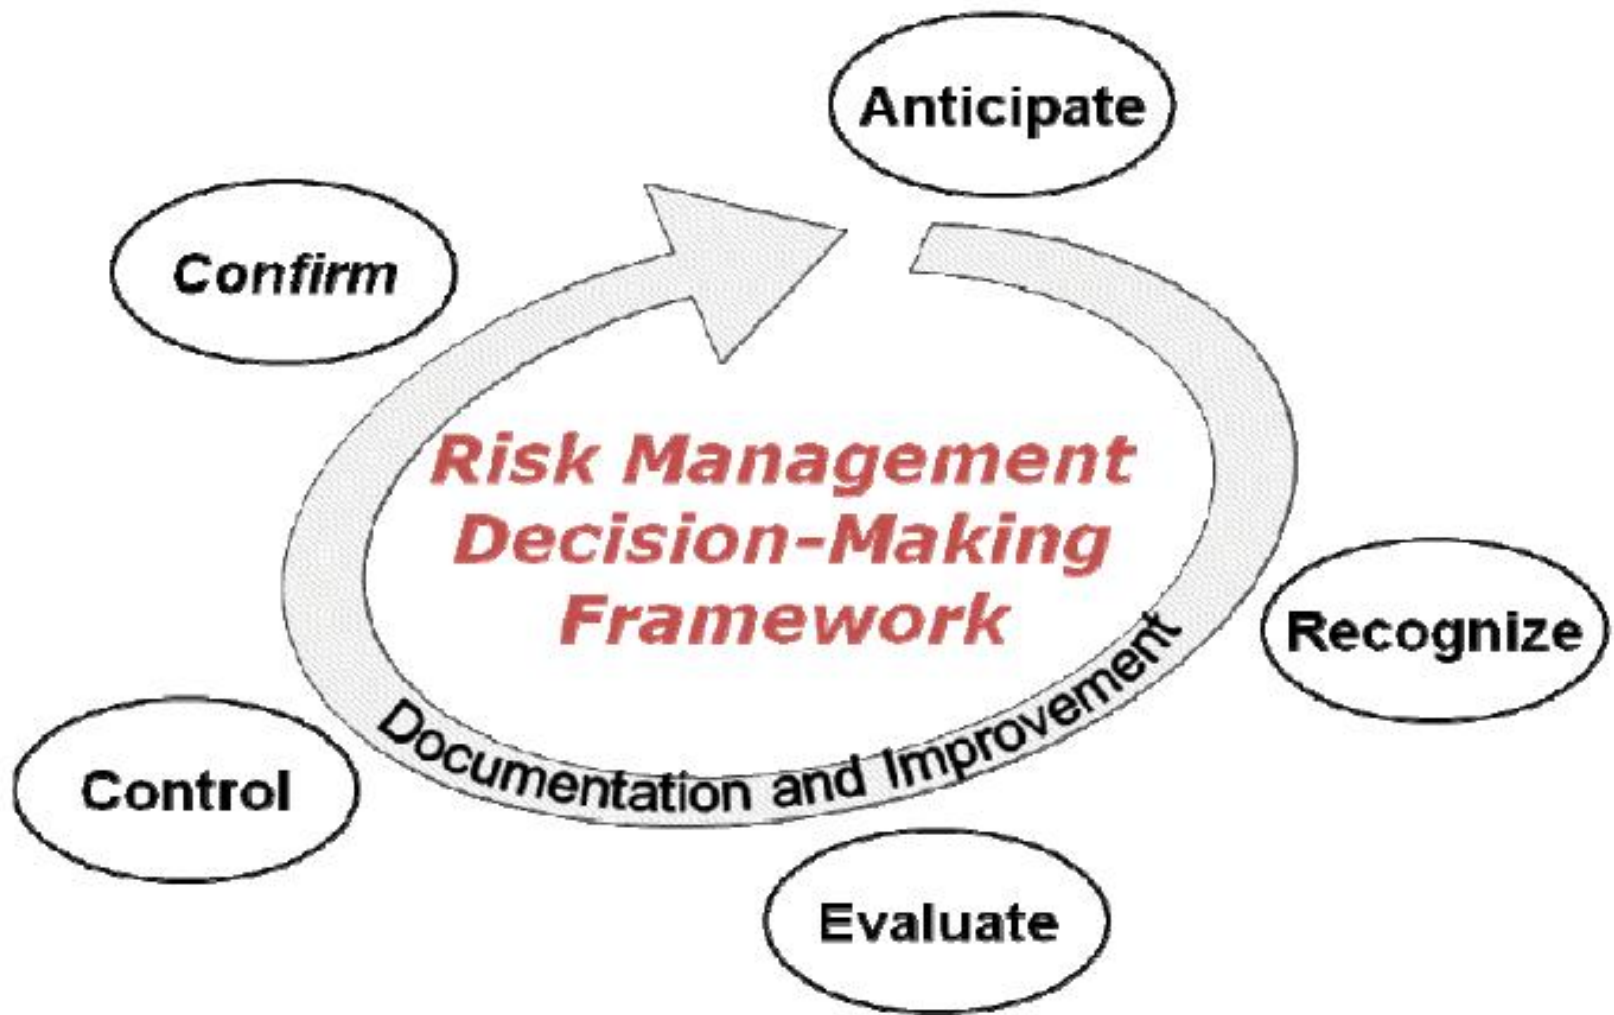 Anticipate
Confirm
Risk Management
Decision-Making
Framework
Recognize
Documentation and Improvement
Control
Evaluate